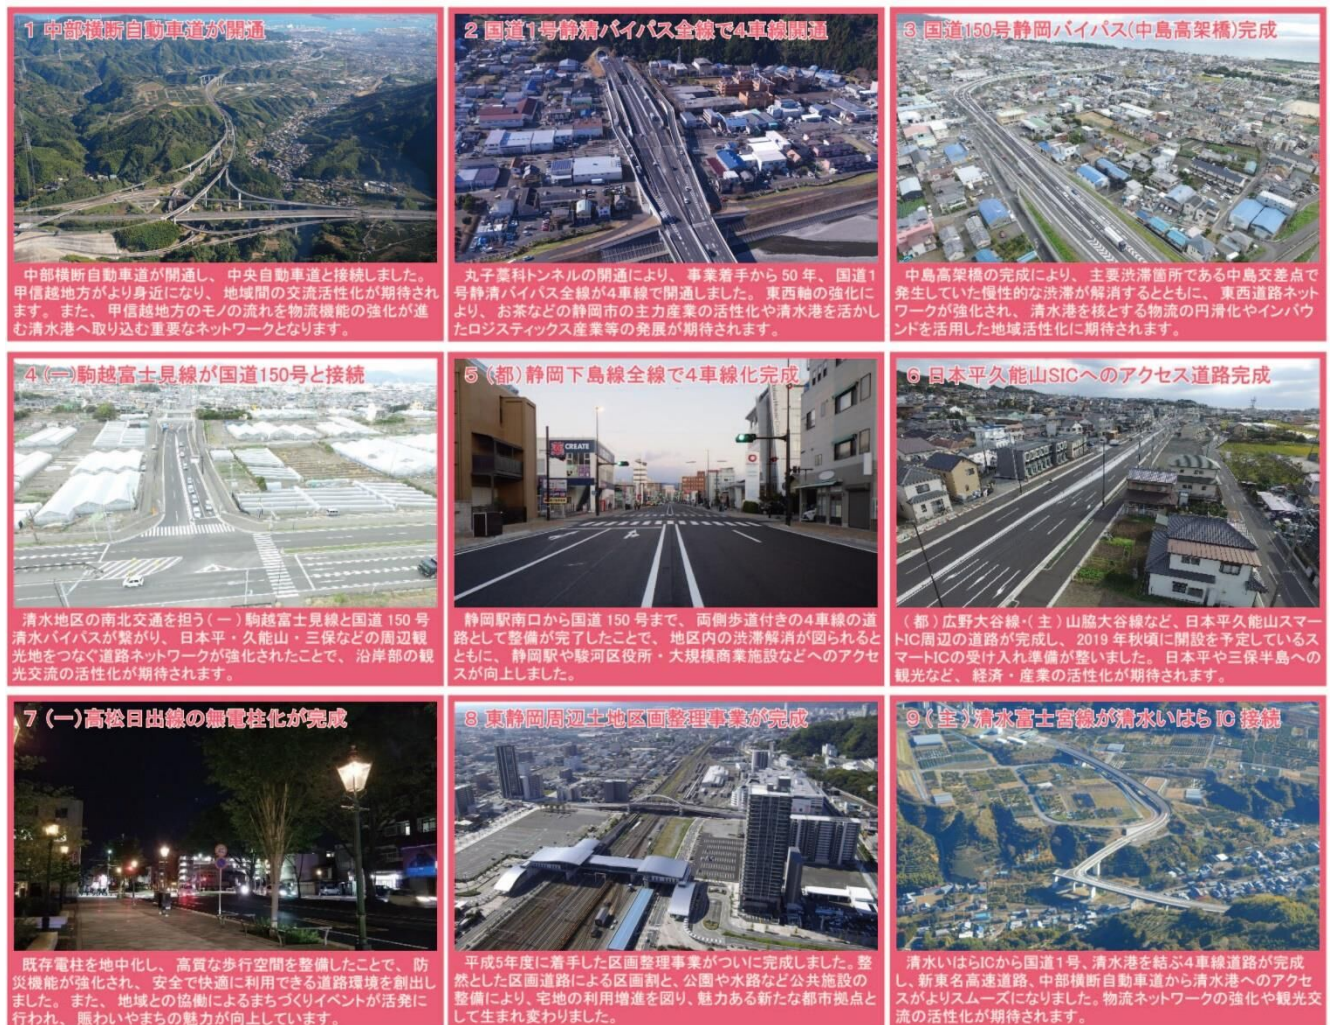 1 中部横断自動車道が開通
中部横断自動車道が開通し、中央自動車道と接続しました。
甲信越地方がより身近になり、地域間の交流活性化が期待され
ます。また、甲信越地方のモノの流れを物流機能の強化が進
む清水港へ取り込む重要なネットワークとなります。
2 国道1号静清バイパス全線で4車線開通
丸子藁科トンネルの開通により、事業着手から50年、国道1
号静清バイパス全線が4車線で開通しました。東西軸の強化に
より、お茶などの静岡市の主力産業の活性化や清水港を活かし
たロジスティックス産業等の発展が期待されます。
3 国道150号静岡バイパス(中島高架橋)完成
中島高架橋の完成により、主要渋滞箇所である中島交差点で
発生していた慢性的な渋滞が解消するとともに、東西道路ネット
ワークが強化され、清水港を核とする物流の円滑化やインバウ
ンドを活用した地域活性化に期待されます。
4 (一)駒越富士見線が国道150号と接続
清水地区の南北交通を担う(一)駒越富士見線と国道150号
清水バイパスが繋がり、日本平・久能山・三保などの周辺観
光地をつなぐ道路ネットワークが強化されたことで、沿岸部の観
光交流の活性化が期待されます。
5 (都)静岡下島線全線で4車線化完成
CREATE
静岡駅南口から国道150号まで、両側歩道付きの4車線の道
路として整備が完了したことで、地区内の渋滞解消が図られると
ともに、静岡駅や駿河区役所・大規模商業施設などへのアクセ
スが向上しました。
6 日本平久能山SICへのアクセス道路完成
(都)広野大谷線・(主)山脇大谷線など、日本平久能山スマー
トIC周辺の道路が完成し、2019年秋頃に開設を予定しているス
マートICの受け入れ準備が整いました。日本平や三保半島への
観光など、経済・産業の活性化が期待されます。
7 (一)高松日出線の無電柱化が完成
既存電柱を地中化し、高質な歩行空間を整備したことで、防
災機能が強化され、安全で快適に利用できる道路環境を創出し
ました。また、地域との協働によるまちづくりイベントが活発に
行われ、賑わいやまちの魅力が向上しています。
8 東静岡周辺土地区画整理事業が完成
平成5年度に着手した区画整理事業がついに完成しました。整
然とした区画道路による区画割と、公園や水路など公共施設の
整備により、宅地の利用増進を図り、魅力ある新たな都市拠点と
して生まれ変わりました。
9 (主)清水富士宮線が清水いはらIC接続
清水いはらICから国道1号、清水港を結ぶ4車線道路が完成
し、新東名高速道路、中部横断自動車道から清水港へのアクセ
スがよりスムーズになりました。物流ネットワークの強化や観光交
流の活性化が期待されます。